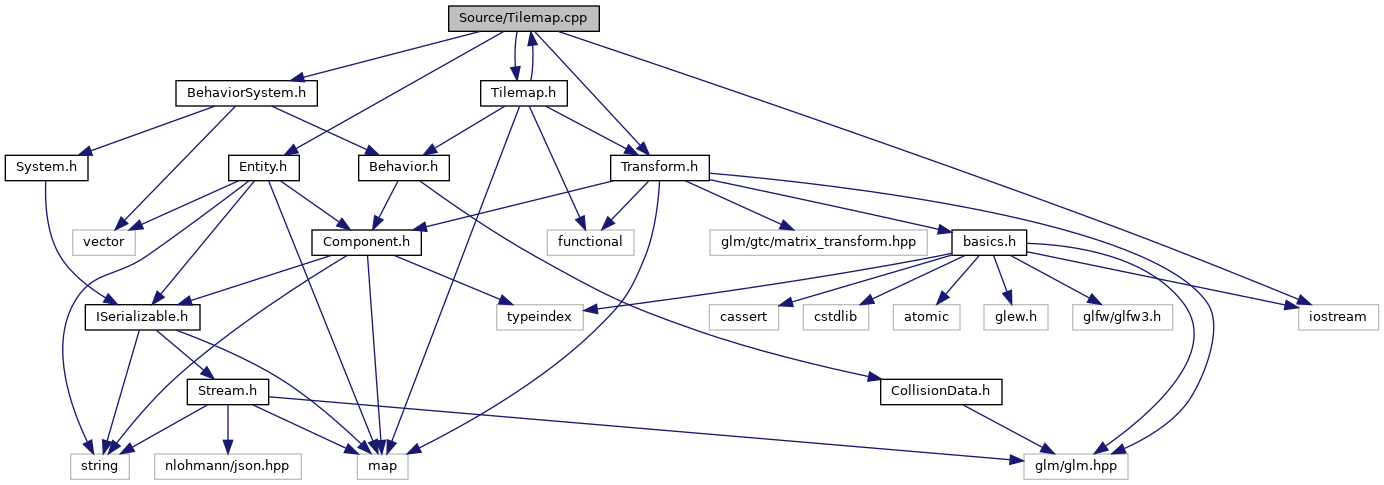 Source/Tilemap.cpp
BehaviorSystem.h
Tilemap.h
System.h
Entity.h
Behavior.h
Transform.h
vector
Component.h
functional
glm/gtc/matrix_transform.hpp
basics.h
ISerializable.h
typeindex
cassert
cstdlib
atomic
glew.h
glfw/glfw3.h
iostream
Stream.h
CollisionData.h
string
nlohmann/json.hpp
map
glm/glm.hpp